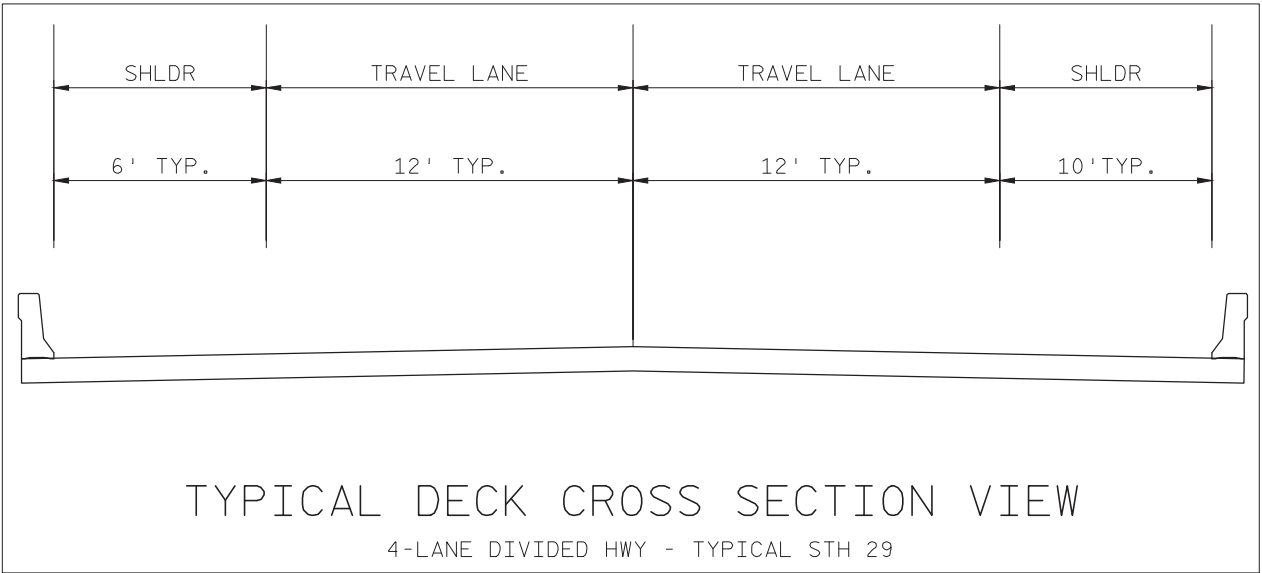 SHLDR TRAVEL LANE TRAVEL LANE SHLDR
6' TYP. 12' TYP. 12' TYP. 10'TYP.
TYPICAL DECK CROSS SECTION VIEW
4-LANE DIVIDED HWY - TYPICAL STH 29